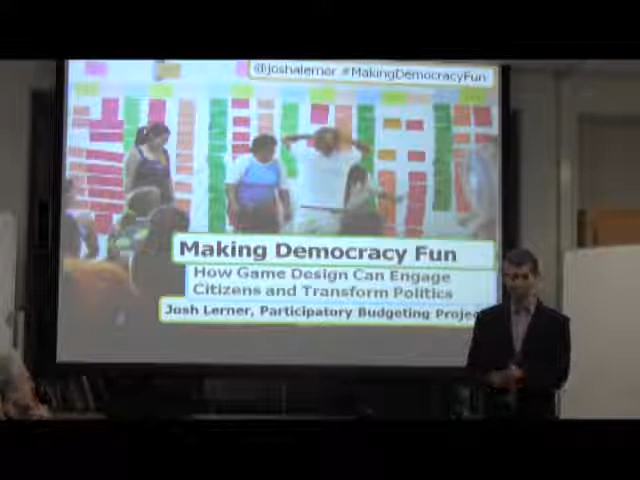 @joshalerner #MakingDemocracyFun
Making Democracy Fun
How Game Design Can Engage
Citizens and Transform Politics
Josh Lerner, Participatory Budgeting Projec